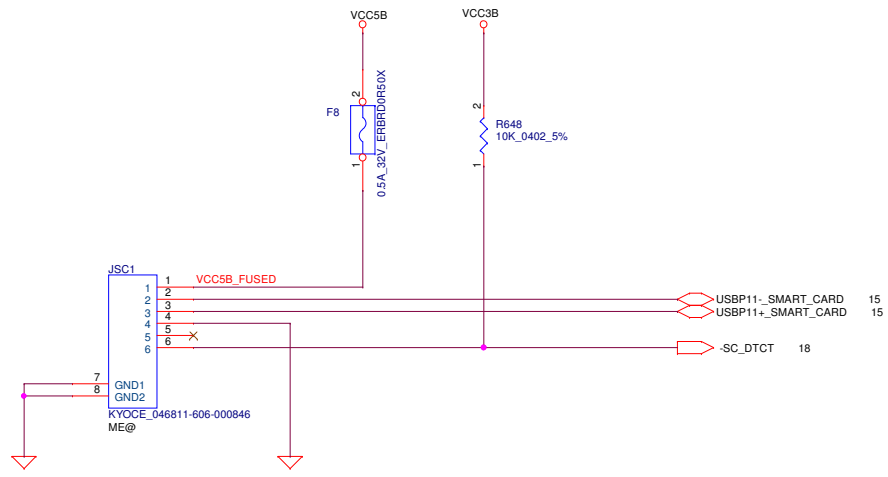 VCC5B
VCC3B
2
F8
0.5A_32V_ERBRD0R50X
1
2
R648
10K_0402_5%
1
JSC1
1 1 VCC5B_FUSED
2 2 USBP11-_SMART_CARD 15
3 3 USBP11+_SMART_CARD 15
4 4
5 5
6 6 -SC_DTCT 18
7 GND1
8 GND2
KYOCE_046811-606-000846
ME@